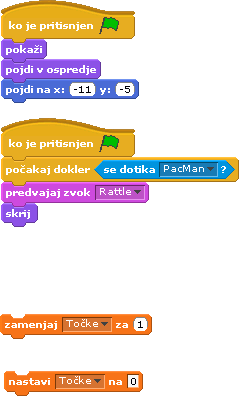 ko je pritisnjen
pokaži
pojdi v ospredje
pojdi na x: -11 y: -5
ko je pritisnjen
počakaj dokler se dotika PacMan ?
predvajaj zvok Rattle
skrij
zamenjaj Točke za 1
nastavi Točke na 0